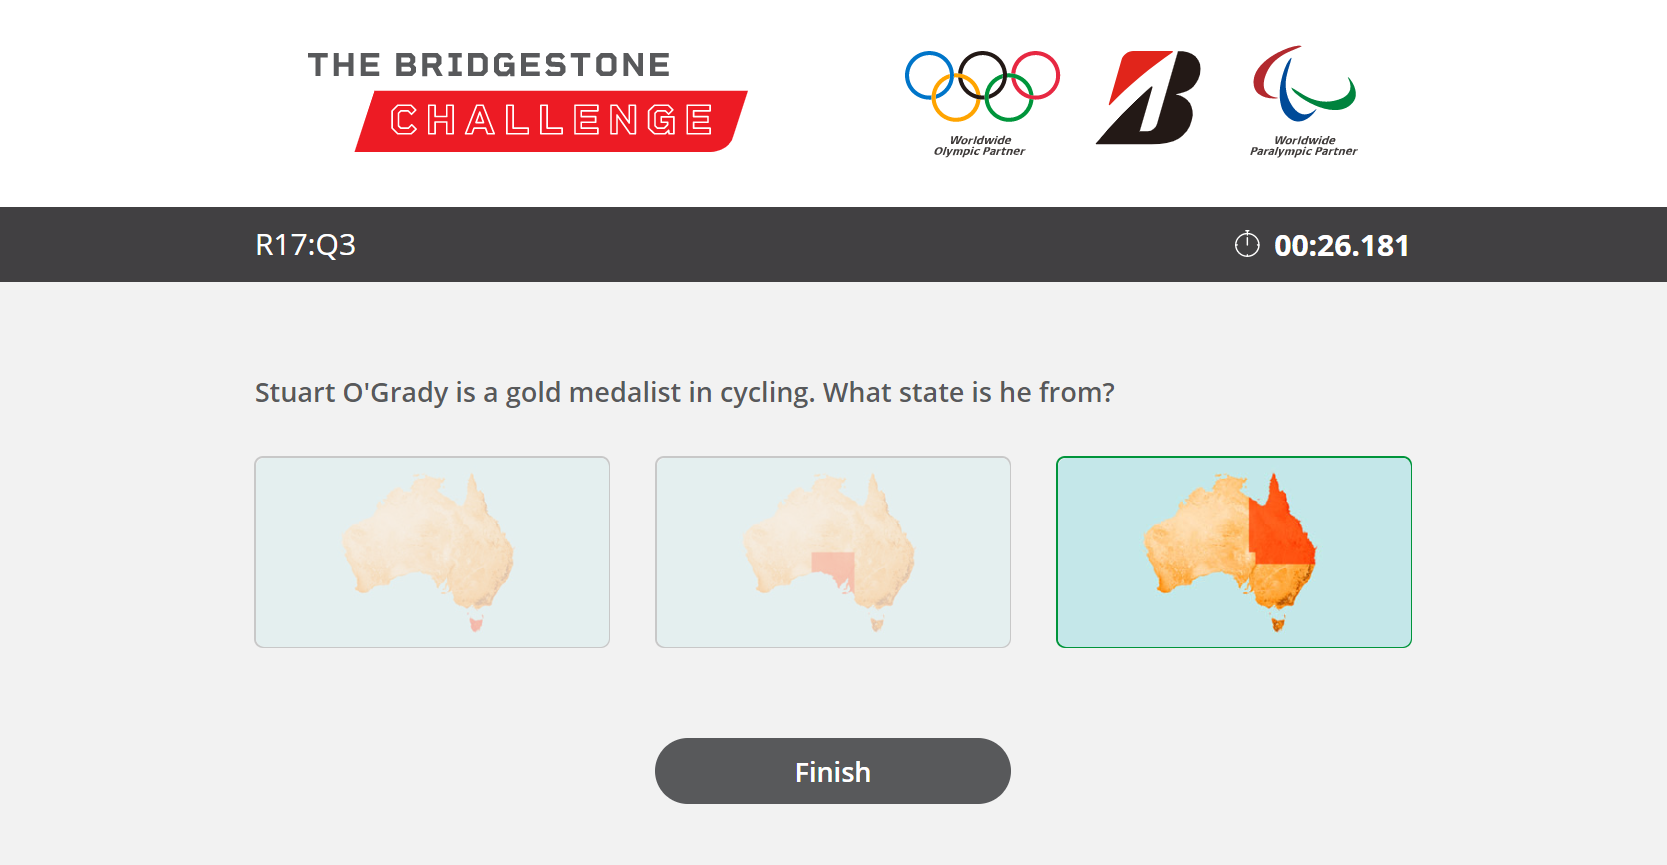 THE BRIDGESTONE
CHALLENGE
Worldwide
Olympic Partner
B
Worldwide
Paralympic Partner
R17:Q3
00:26.181
Stuart O'Grady is a gold medalist in cycling. What state is he from?
Finish